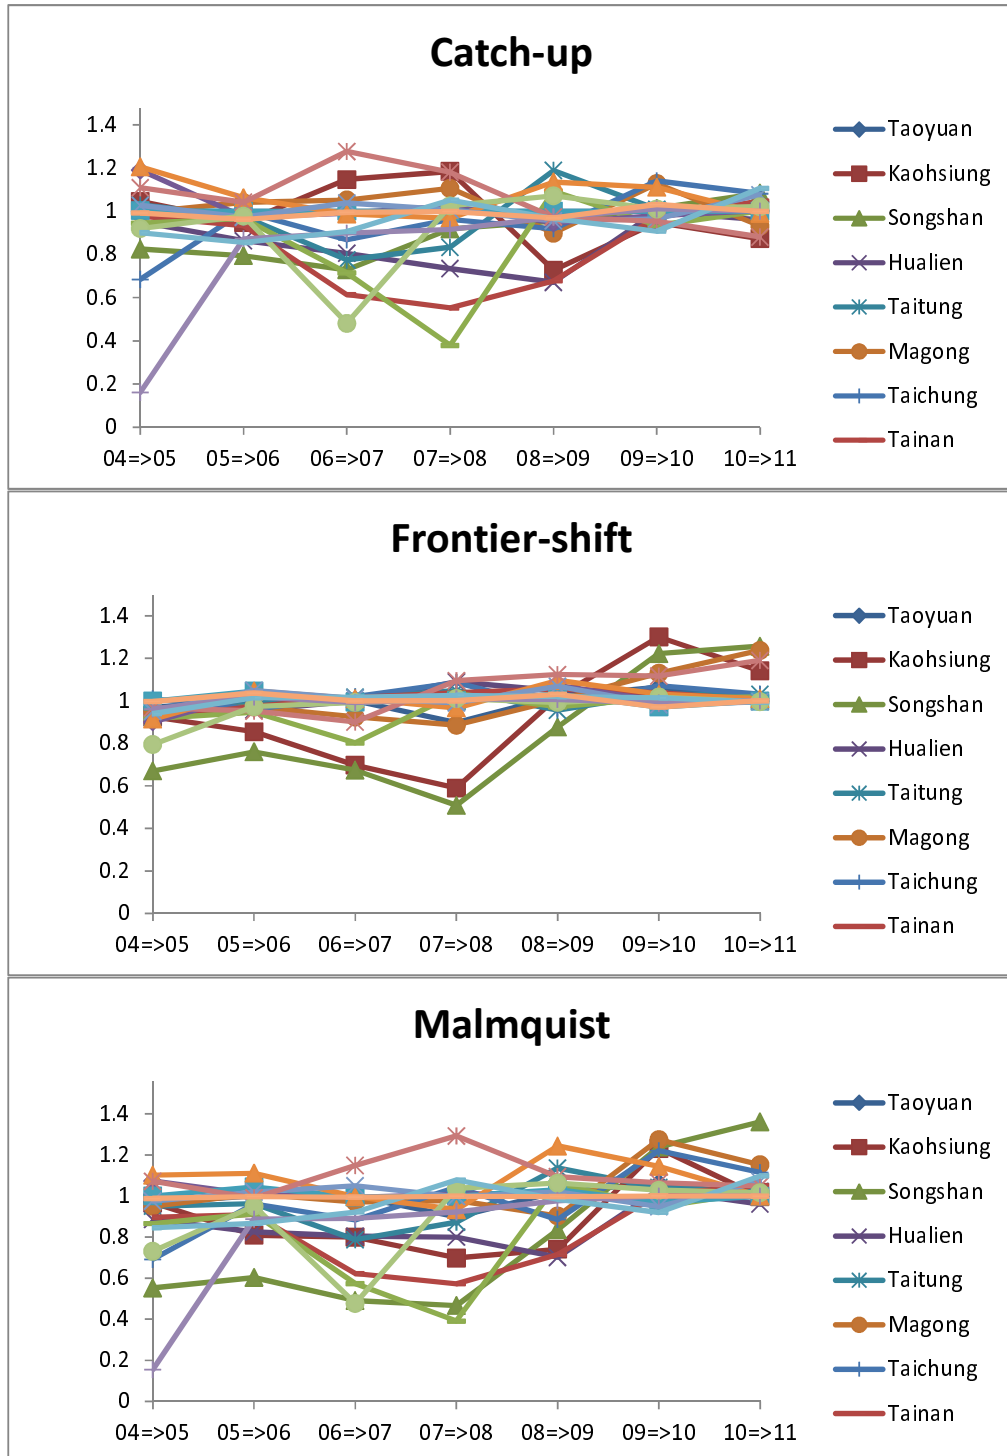 Catch-up
1.4
1.2
1
0.8
0.6
0.4
0.2
0
04=>05 05=>06 06=>07 07=>08 08=>09 09=>10 10=>11
Taoyuan
Kaohsiung
Songshan
Hualien
Taitung
Magong
Taichung
Tainan
Frontier-shift
1.4
1.2
1
0.8
0.6
0.4
0.2
0
04=>05 05=>06 06=>07 07=>08 08=>09 09=>10 10=>11
Taoyuan
Kaohsiung
Songshan
Hualien
Taitung
Magong
Taichung
Tainan
Malmquist
1.4
1.2
1
0.8
0.6
0.4
0.2
0
04=>05 05=>06 06=>07 07=>08 08=>09 09=>10 10=>11
Taoyuan
Kaohsiung
Songshan
Hualien
Taitung
Magong
Taichung
Tainan